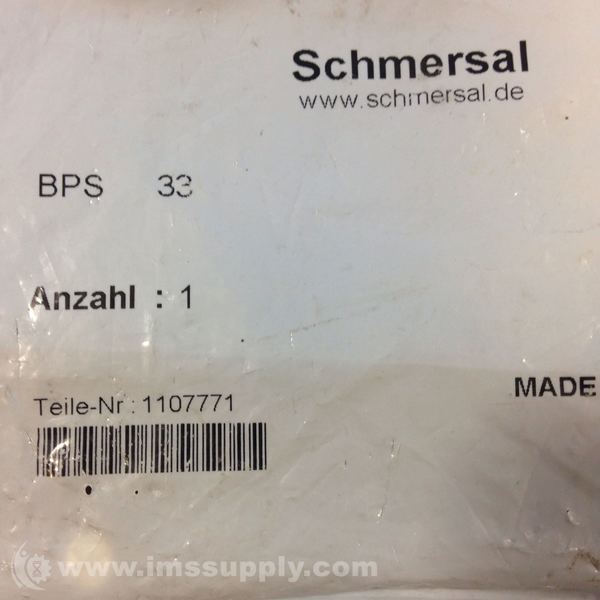 Schmersal
www.schmersal.de
BPS 33
Anzahl : 1
MADE
Teile-Nr : 1107771
www.imssupply.com